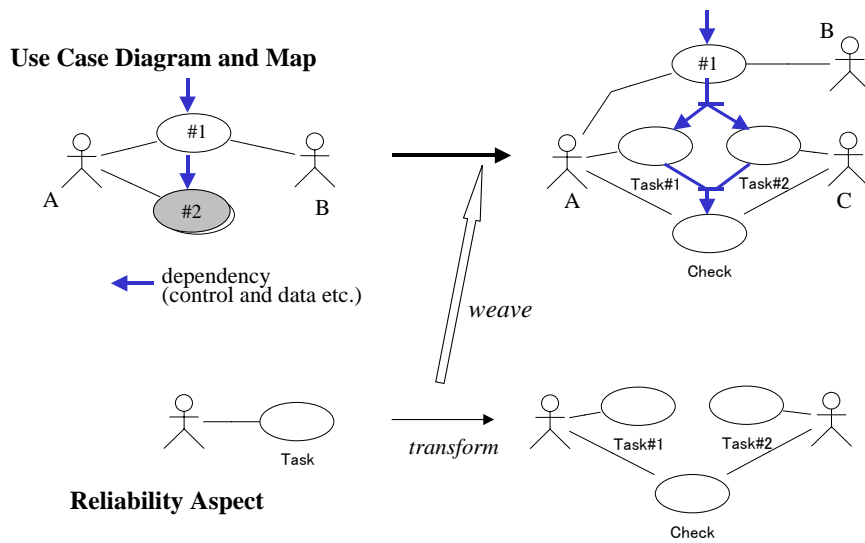 Use Case Diagram and Map
#1
#2
A
B
dependency
(control and data etc.)
#1
B
A
Task#1
Task#2
C
Check
weave
Task
transform
Task#1
Task#2
Check
Reliability Aspect